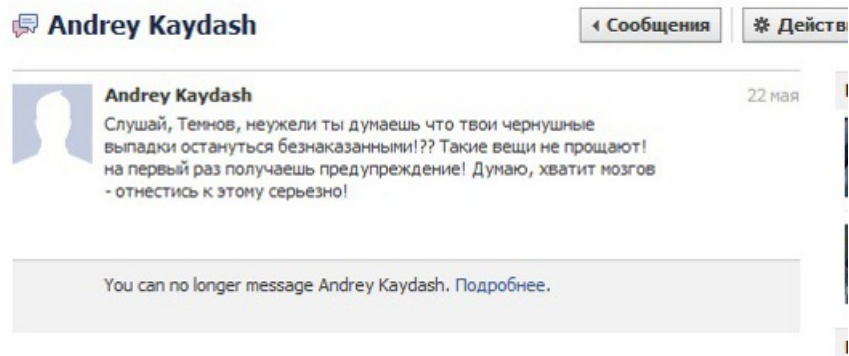 Andrey Kaydash
Сообщения
Andrey Kaydash
22 мая
Слушай, Темнов, неужели ты думаешь что твои чернушные
выпадки остануться безнаказанными!?? Такие вещи не прощают!
на первый раз получаешь предупреждение! Думаю, хватит мозгов
- отнестись к этому серьезно!
You can no longer message Andrey Kaydash. Подробнее.